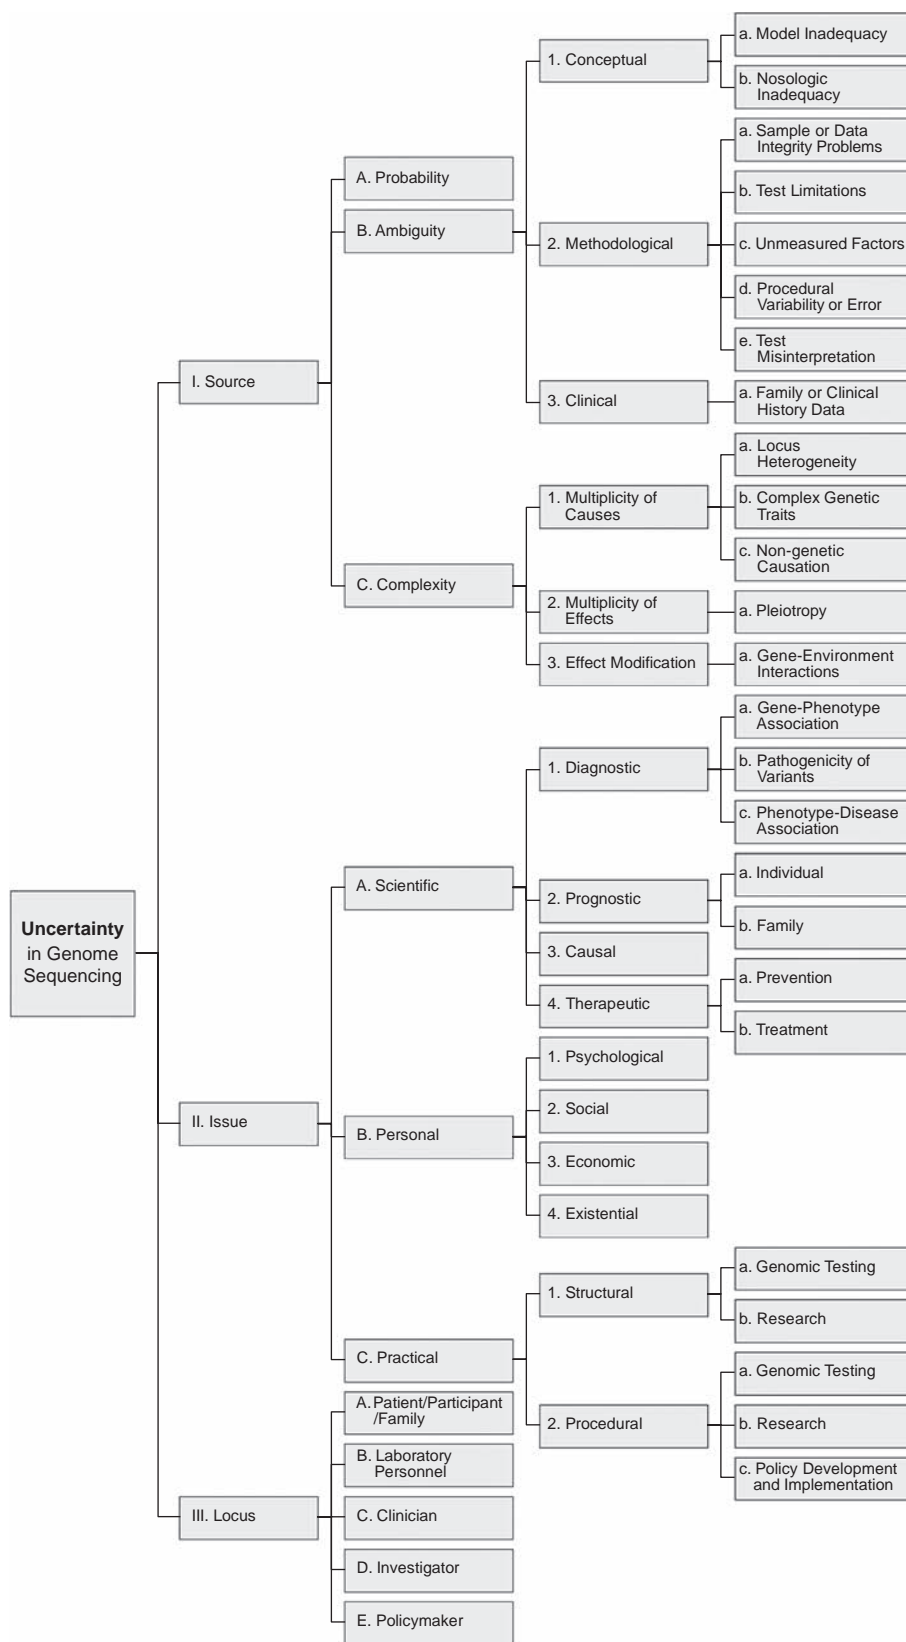 Uncertainty
in Genome
Sequencing
I. Source
A. Probability
B. Ambiguity
1. Conceptual
a. Model Inadequacy
b. Nosologic
Inadequacy
2. Methodological
a. Sample or Data
Integrity Problems
b. Test Limitations
c. Unmeasured Factors
d. Procedural
Variability or Error
e. Test
Misinterpretation
3. Clinical
a. Family or Clinical
History Data
C. Complexity
1. Multiplicity of
Causes
a. Locus
Heterogeneity
b. Complex Genetic
Traits
c. Non-genetic
Causation
2. Multiplicity of
Effects
a. Pleiotropy
3. Effect Modification
a. Gene-Environment
Interactions
II. Issue
A. Scientific
1. Diagnostic
a. Gene-Phenotype
Association
b. Pathogenicity of
Variants
c. Phenotype-Disease
Association
2. Prognostic
a. Individual
b. Family
3. Causal
4. Therapeutic
a. Prevention
b. Treatment
B. Personal
1. Psychological
2. Social
3. Economic
4. Existential
C. Practical
1. Structural
a. Genomic Testing
b. Research
2. Procedural
a. Genomic Testing
b. Research
c. Policy Development
and Implementation
III. Locus
A. Patient/Participant
/Family
B. Laboratory
Personnel
C. Clinician
D. Investigator
E. Policymaker